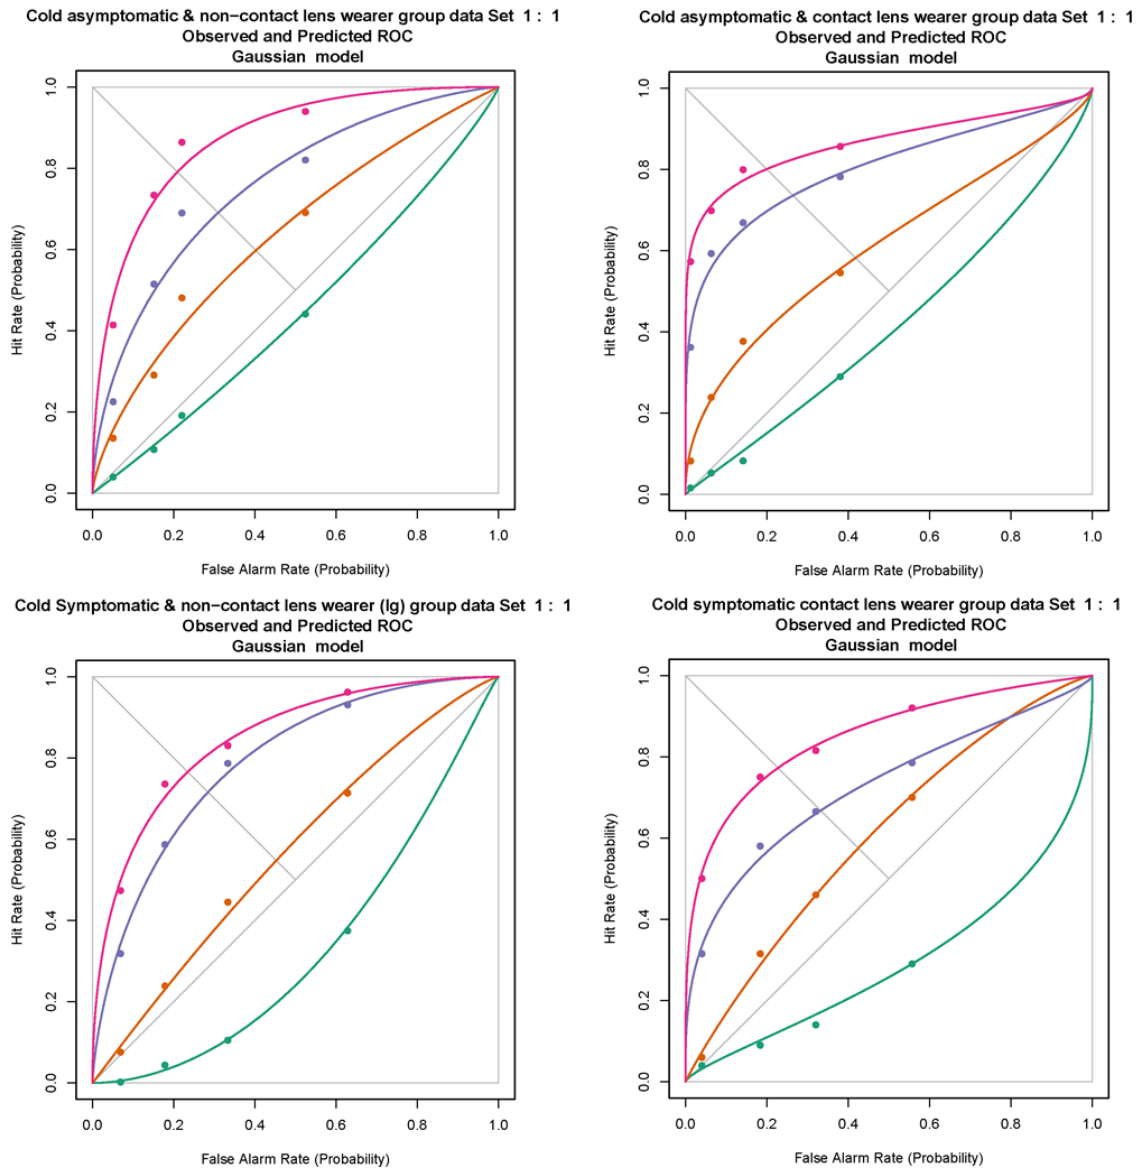 Cold asymptomatic & non−contact lens wearer group data Set 1 : 1
Observed and Predicted ROC
Gaussian model
1.0
0.8
0.6
0.4
0.2
0.0
Hit Rate (Probability)
0.0 0.2 0.4 0.6 0.8 1.0
False Alarm Rate (Probability)
Cold asymptomatic & contact lens wearer group data Set 1 : 1
Observed and Predicted ROC
Gaussian model
1.0
0.8
0.6
0.4
0.2
0.0
Hit Rate (Probability)
0.0 0.2 0.4 0.6 0.8 1.0
False Alarm Rate (Probability)
Cold Symptomatic & non−contact lens wearer (lg) group data Set 1 : 1
Observed and Predicted ROC
Gaussian model
1.0
0.8
0.6
0.4
0.2
0.0
Hit Rate (Probability)
0.0 0.2 0.4 0.6 0.8 1.0
False Alarm Rate (Probability)
Cold symptomatic contact lens wearer group data Set 1 : 1
Observed and Predicted ROC
Gaussian model
1.0
0.8
0.6
0.4
0.2
0.0
Hit Rate (Probability)
0.0 0.2 0.4 0.6 0.8 1.0
False Alarm Rate (Probability)